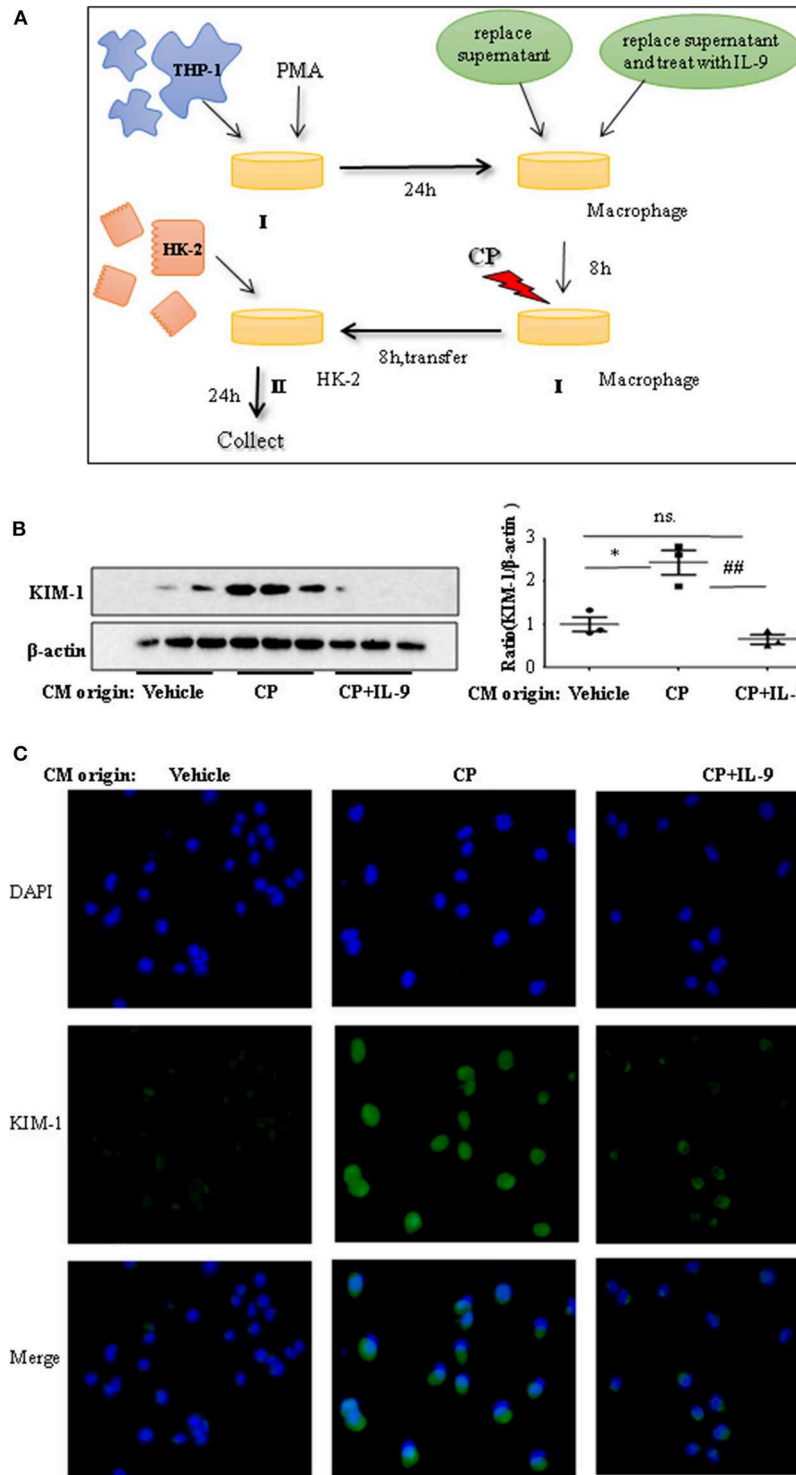 A
THP-1
PMA
replace
supernatant
replace supernatant
and treat with IL-9
24h
I
Macrophage
HK-2
CP
8h
8h,transfer
II
HK-2
I
Macrophage
24h
Collect
B
KIM-1
β-actin
CM origin: Vehicle CP CP+IL-9
Ratio(KIM-1/β-actin )
3
2
1
0
ns.
*
##
CM origin: Vehicle CP CP+IL-
C
CM origin: Vehicle CP CP+IL-9
DAPI
KIM-1
Merge